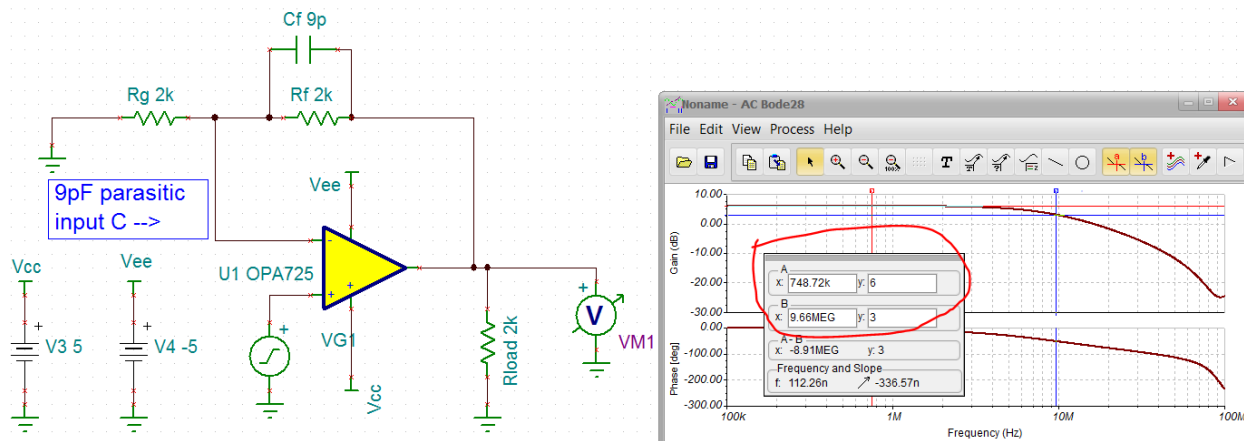 Cf 9p
Rg 2k
Rf 2k
9pF parasitic
input C -->
Vee
Vcc
Vee
U1 OPA725
-
+
+
+
V3 5
+
V4 -5
+
VG1
Vcc
Rload 2k
+
V
VM1
Noname - AC Bode28
File Edit View Process Help
100%
T
a
b
10.00
0.00
-10.00
-20.00
-30.00
Gain (dB)
a
b
A
x: 748.72k y: 6
B
x: 9.66MEG y: 3
A - B
x: -8.91MEG y: 3
Frequency and Slope
f: 112.26n -336.57n
0.00
-100.00
-200.00
-300.00
Phase [deg]
100k 1M 10M 100M
Frequency (Hz)